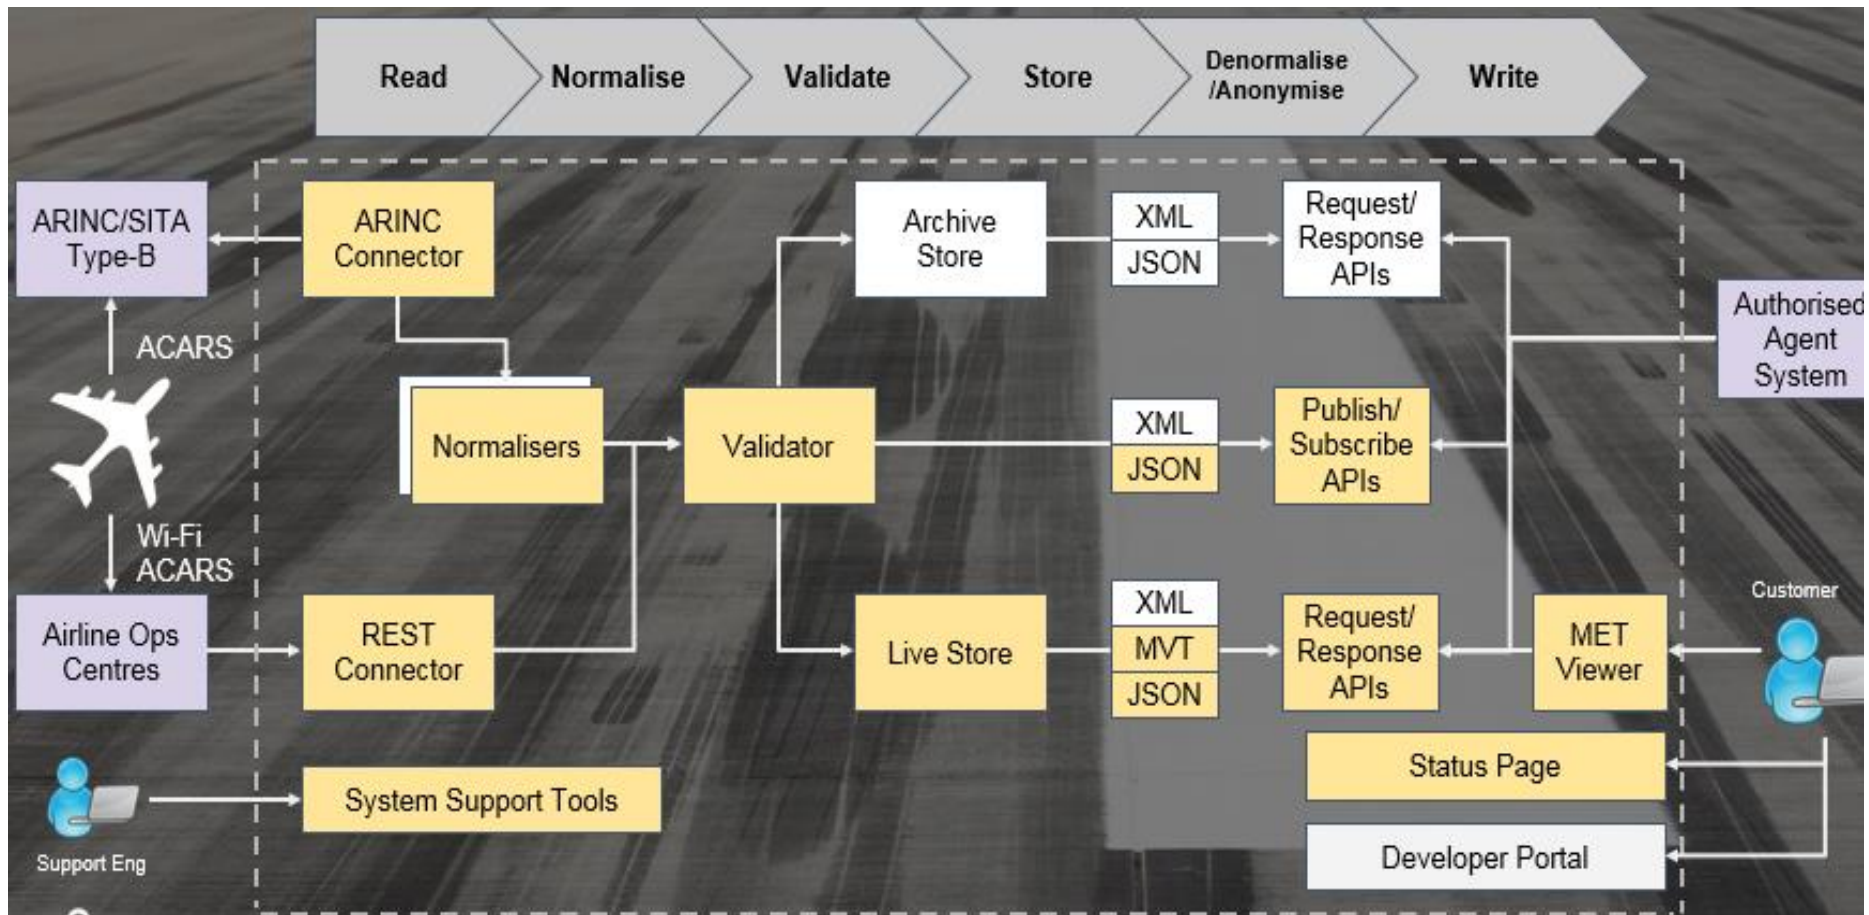 Read
Normalise
Validate
Store
Denormalise
/Anonymise
Write
ARINC/SITA
Type-B
ARINC
Connector
Archive
Store
XML
JSON
Request/
Response
APIs
Authorised
Agent
System
ACARS
Normalisers
Validator
XML
JSON
Publish/
Subscribe
APIs
Wi-Fi
ACARS
Airline Ops
Centres
REST
Connector
Live Store
XML
MVT
JSON
Request/
Response
APIs
MET
Viewer
Customer
Status Page
System Support Tools
Support Eng
Developer Portal